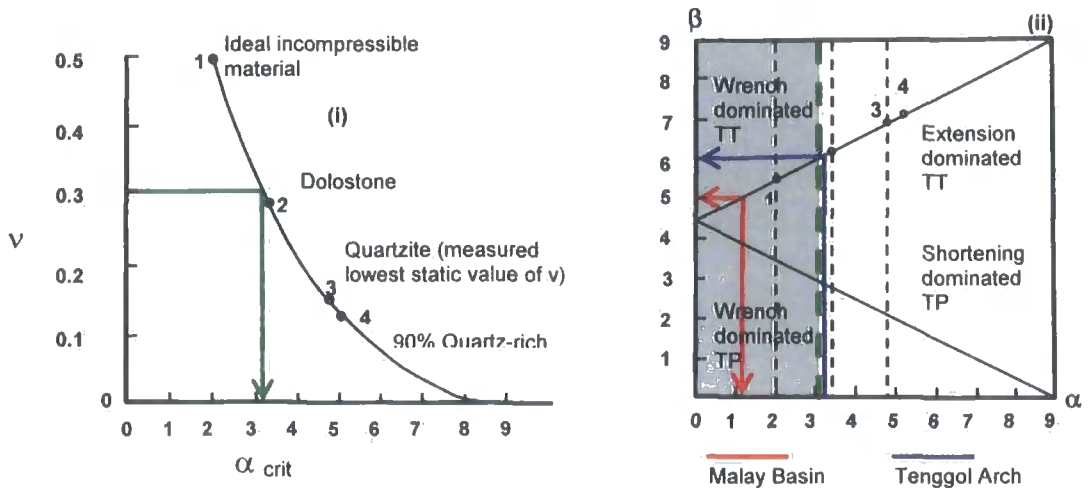 0.5
0.4
0.3
0.2
0.1
0
ν
1
Ideal incompressible
material
(i)
Dolostone
2
Quartzite (measured
lowest static value of ν)
3
4
90% Quartz-rich
0 1 2 3 4 5 6 7 8 9
α crit
β
(ii)
9
8
7
6
5
4
3
2
1
Wrench
dominated
TT
4
3
Extension
dominated
TT
1
Shortening
dominated
TP
Wrench
dominated
TP
α
0 1 2 3 4 5 6 7 8 9
Malay Basin
Tenggol Arch